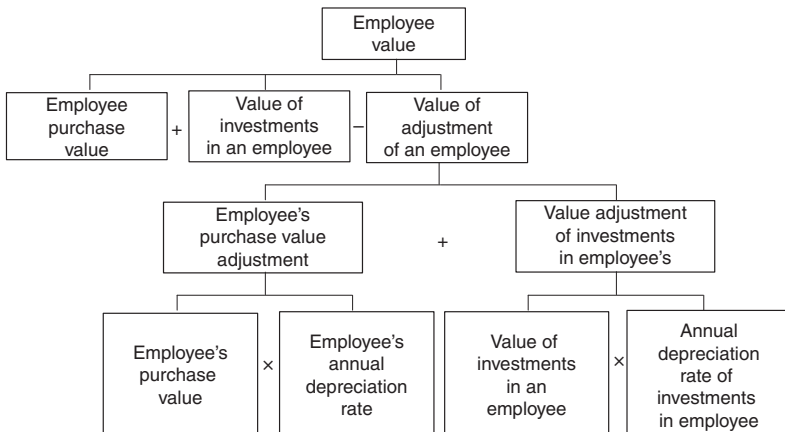 Employee
value
Employee
purchase
value
+
Value of
investments
in an employee
−
Value of
adjustment
of an employee
Employee's
purchase value
adjustment
+
Value adjustment
of investments
in employee's
Employee's
purchase
value
×
Employee's
annual
depreciation
rate
Value of
investments
in an
employee
×
Annual
depreciation
rate of
investments
in employee